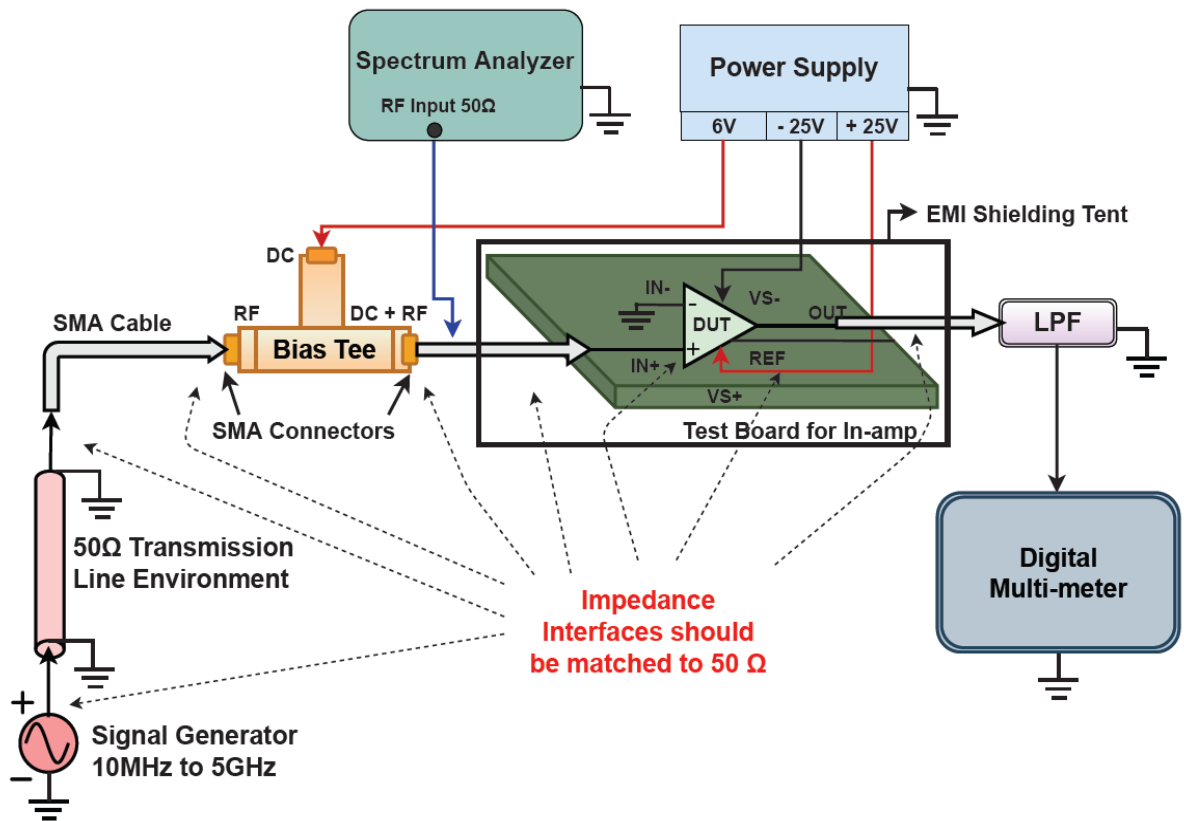 Spectrum Analyzer
RF Input 50Ω
Power Supply
6V
- 25V
+ 25V
EMI Shielding Tent
DC
RF
DC + RF
SMA Cable
Bias Tee
SMA Connectors
IN-
VS-
-
DUT
+
OUT
IN+
REF
VS+
Test Board for In-amp
LPF
50Ω Transmission
Line Environment
Impedance
Interfaces should
be matched to 50 Ω
Digital
Multi-meter
+
Signal Generator
10MHz to 5GHz
−